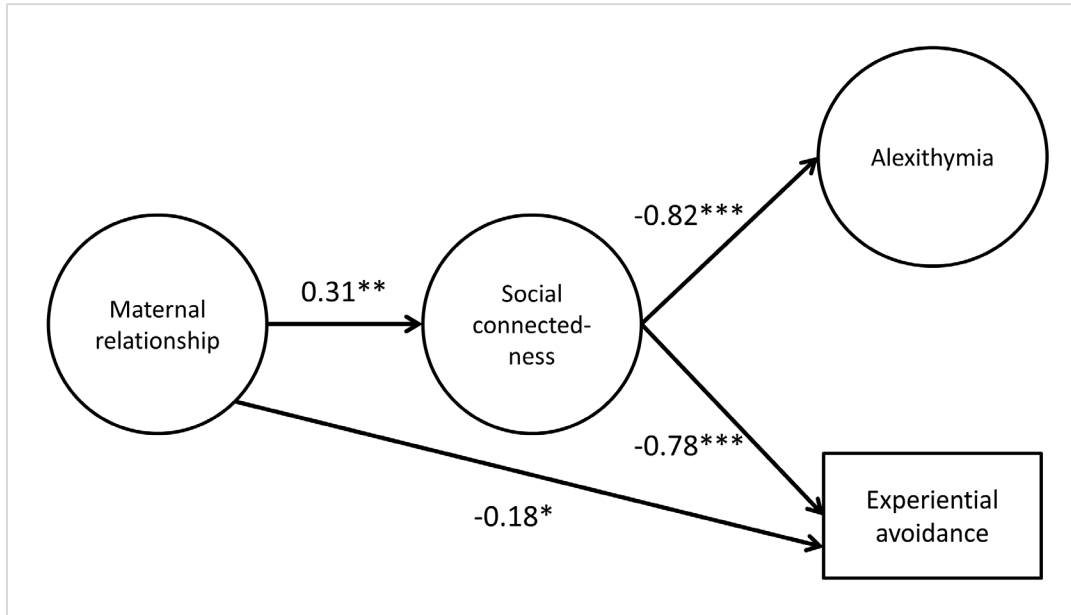 Alexithymia
-0.82***
0.31**
Maternal
relationship
Social
connected-
ness
-0.78***
-0.18*
Experiential
avoidance